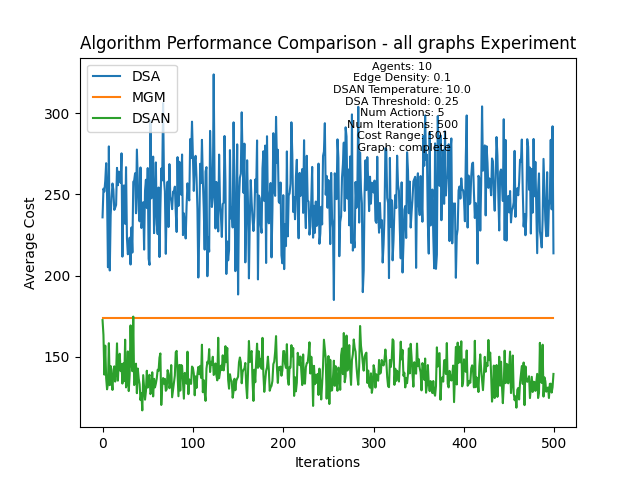 Algorithm Performance Comparison - all graphs Experiment
DSA
MGM
DSAN
Agents: 10
Edge Density: 0.1
DSAN Temperature: 10.0
DSA Threshold: 0.25
Num Actions: 5
Num Iterations: 500
Cost Range: 501
Graph: complete
300
250
200
150
Average Cost
0
100
200
300
400
500
Iterations